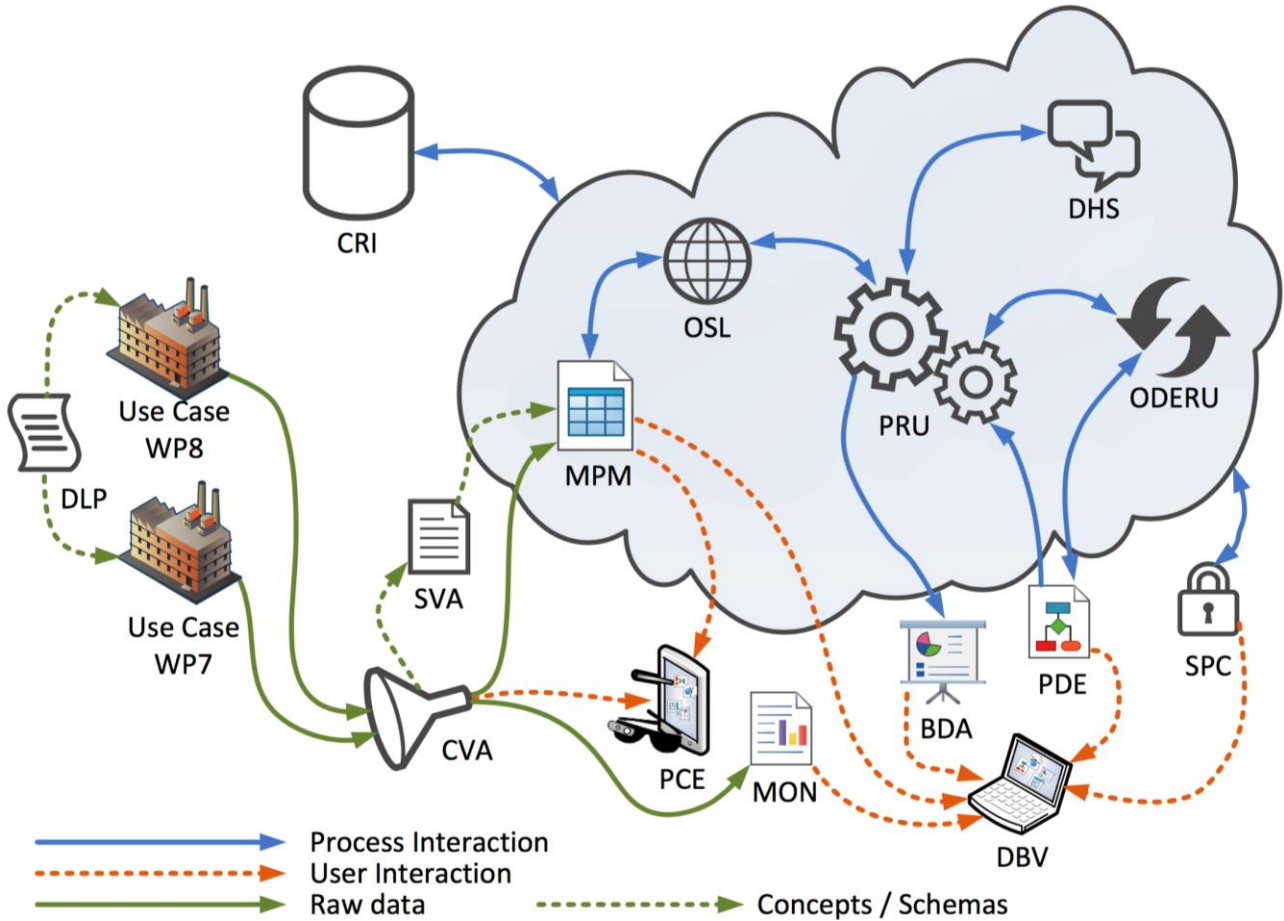 CRI
DHS
OSL
PRU
ODERU
Use Case
WP8
DLP
MPM
Use Case
WP7
SVA
CVA
PCE
MON
BDA
PDE
SPC
DBV
Process Interaction
User Interaction
Raw data
Concepts / Schemas